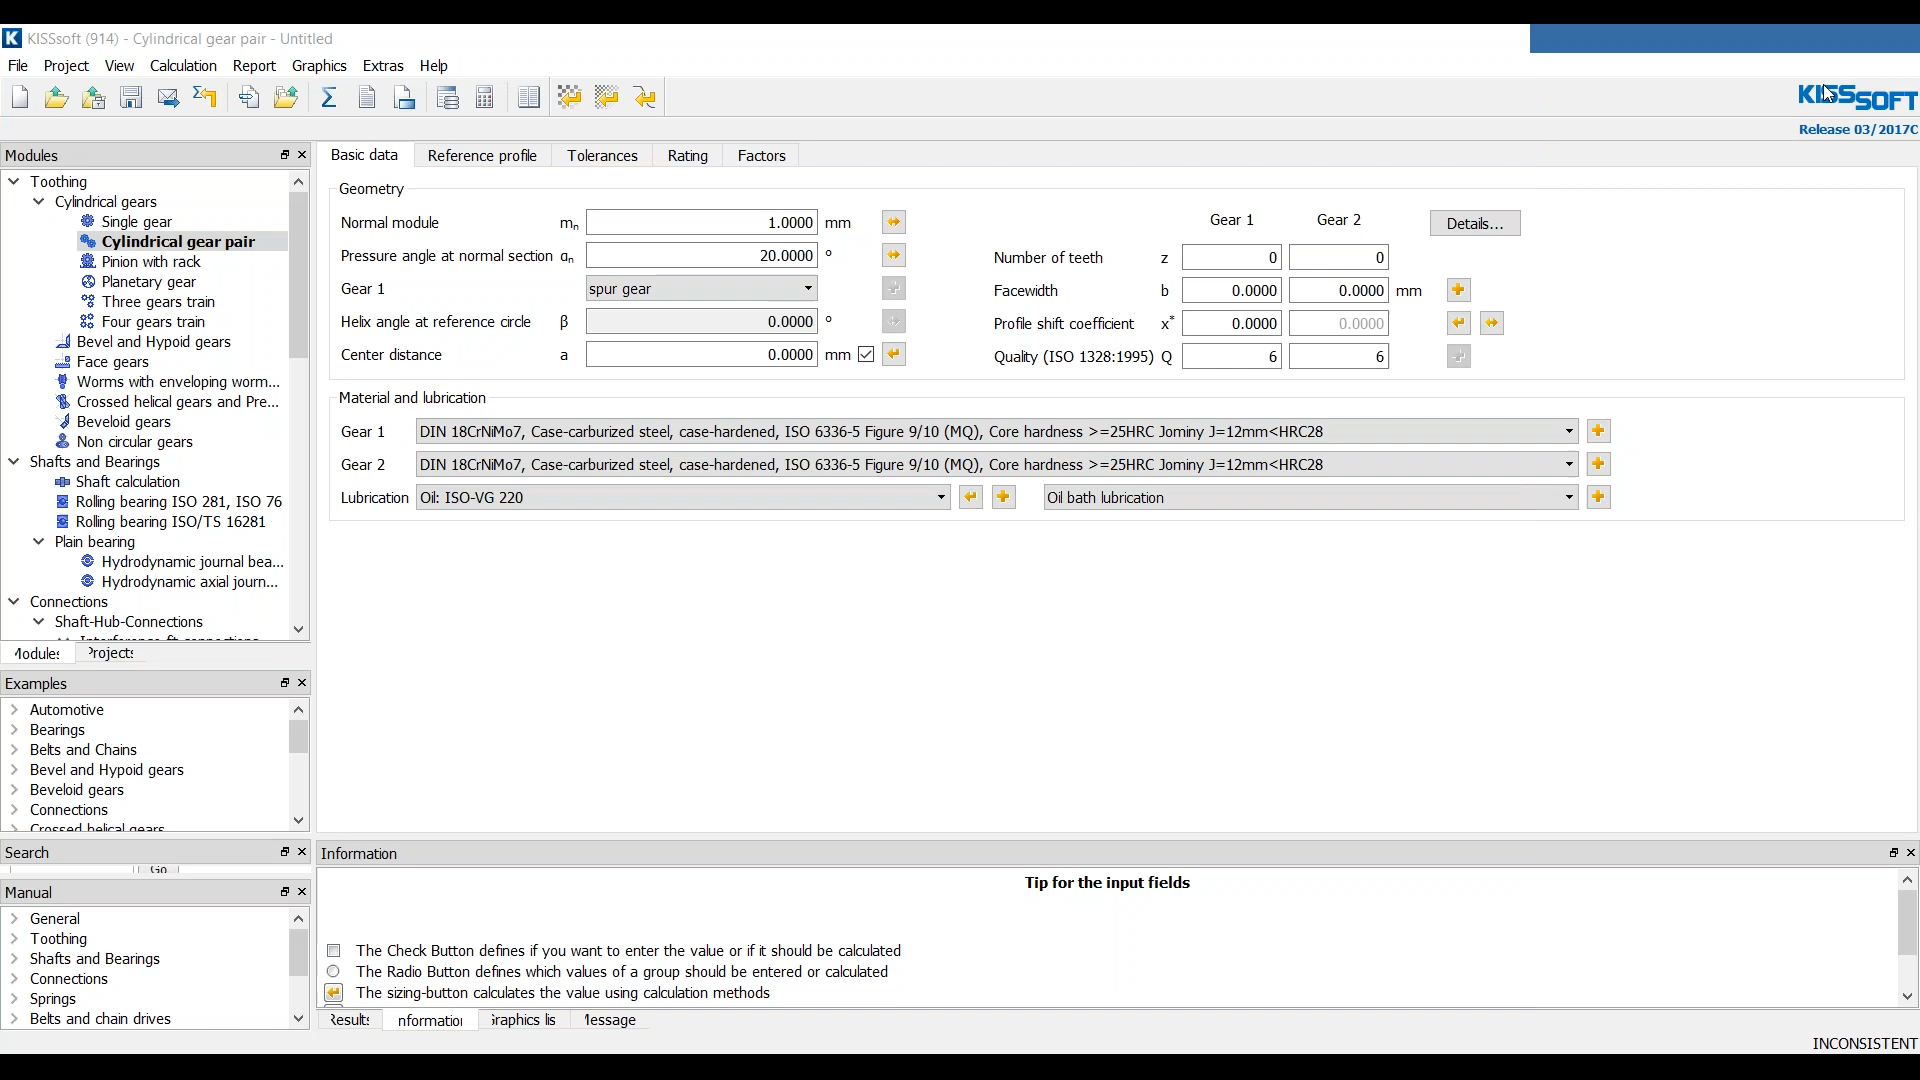 KISSsoft (914) - Cylindrical gear pair - Untitled
File Project View Calculation Report Graphics Extras Help
KISSSOFT
Release 03/2017C
Modules
Toothing
Cylindrical gears
Single gear
Cylindrical gear pair
Pinion with rack
Planetary gear
Three gears train
Four gears train
Bevel and Hypoid gears
Face gears
Worms with enveloping worm...
Crossed helical gears and Pre...
Beveloid gears
Non circular gears
Shafts and Bearings
Shaft calculation
Rolling bearing ISO 281, ISO 76
Rolling bearing ISO/TS 16281
Plain bearing
Hydrodynamic journal bea...
Hydrodynamic axial journ...
Connections
Shaft-Hub-Connections
Modules Projects
Examples
Automotive
Bearings
Belts and Chains
Bevel and Hypoid gears
Beveloid gears
Connections
Crossed helical gears
Search
Go
Manual
General
Toothing
Shafts and Bearings
Connections
Springs
Belts and chain drives
Basic data Reference profile Tolerances Rating Factors
Geometry
Normal module mn 1.0000 mm
Pressure angle at normal section αn 20.0000 °
Gear 1 spur gear
Helix angle at reference circle β 0.0000 °
Center distance a 0.0000 mm
Gear 1 Gear 2 Details...
Number of teeth z 0 0
Facewidth b 0.0000 0.0000 mm
Profile shift coefficient x* 0.0000 0.0000
Quality (ISO 1328:1995) Q 6 6
Material and lubrication
Gear 1 DIN 18CrNiMo7, Case-carburized steel, case-hardened, ISO 6336-5 Figure 9/10 (MQ), Core hardness >=25HRC Jominy J=12mm<HRC28
Gear 2 DIN 18CrNiMo7, Case-carburized steel, case-hardened, ISO 6336-5 Figure 9/10 (MQ), Core hardness >=25HRC Jominy J=12mm<HRC28
Lubrication Oil: ISO-VG 220 Oil bath lubrication
Information
Tip for the input fields
The Check Button defines if you want to enter the value or if it should be calculated
The Radio Button defines which values of a group should be entered or calculated
The sizing-button calculates the value using calculation methods
Results Information Graphics lis Message
INCONSISTENT